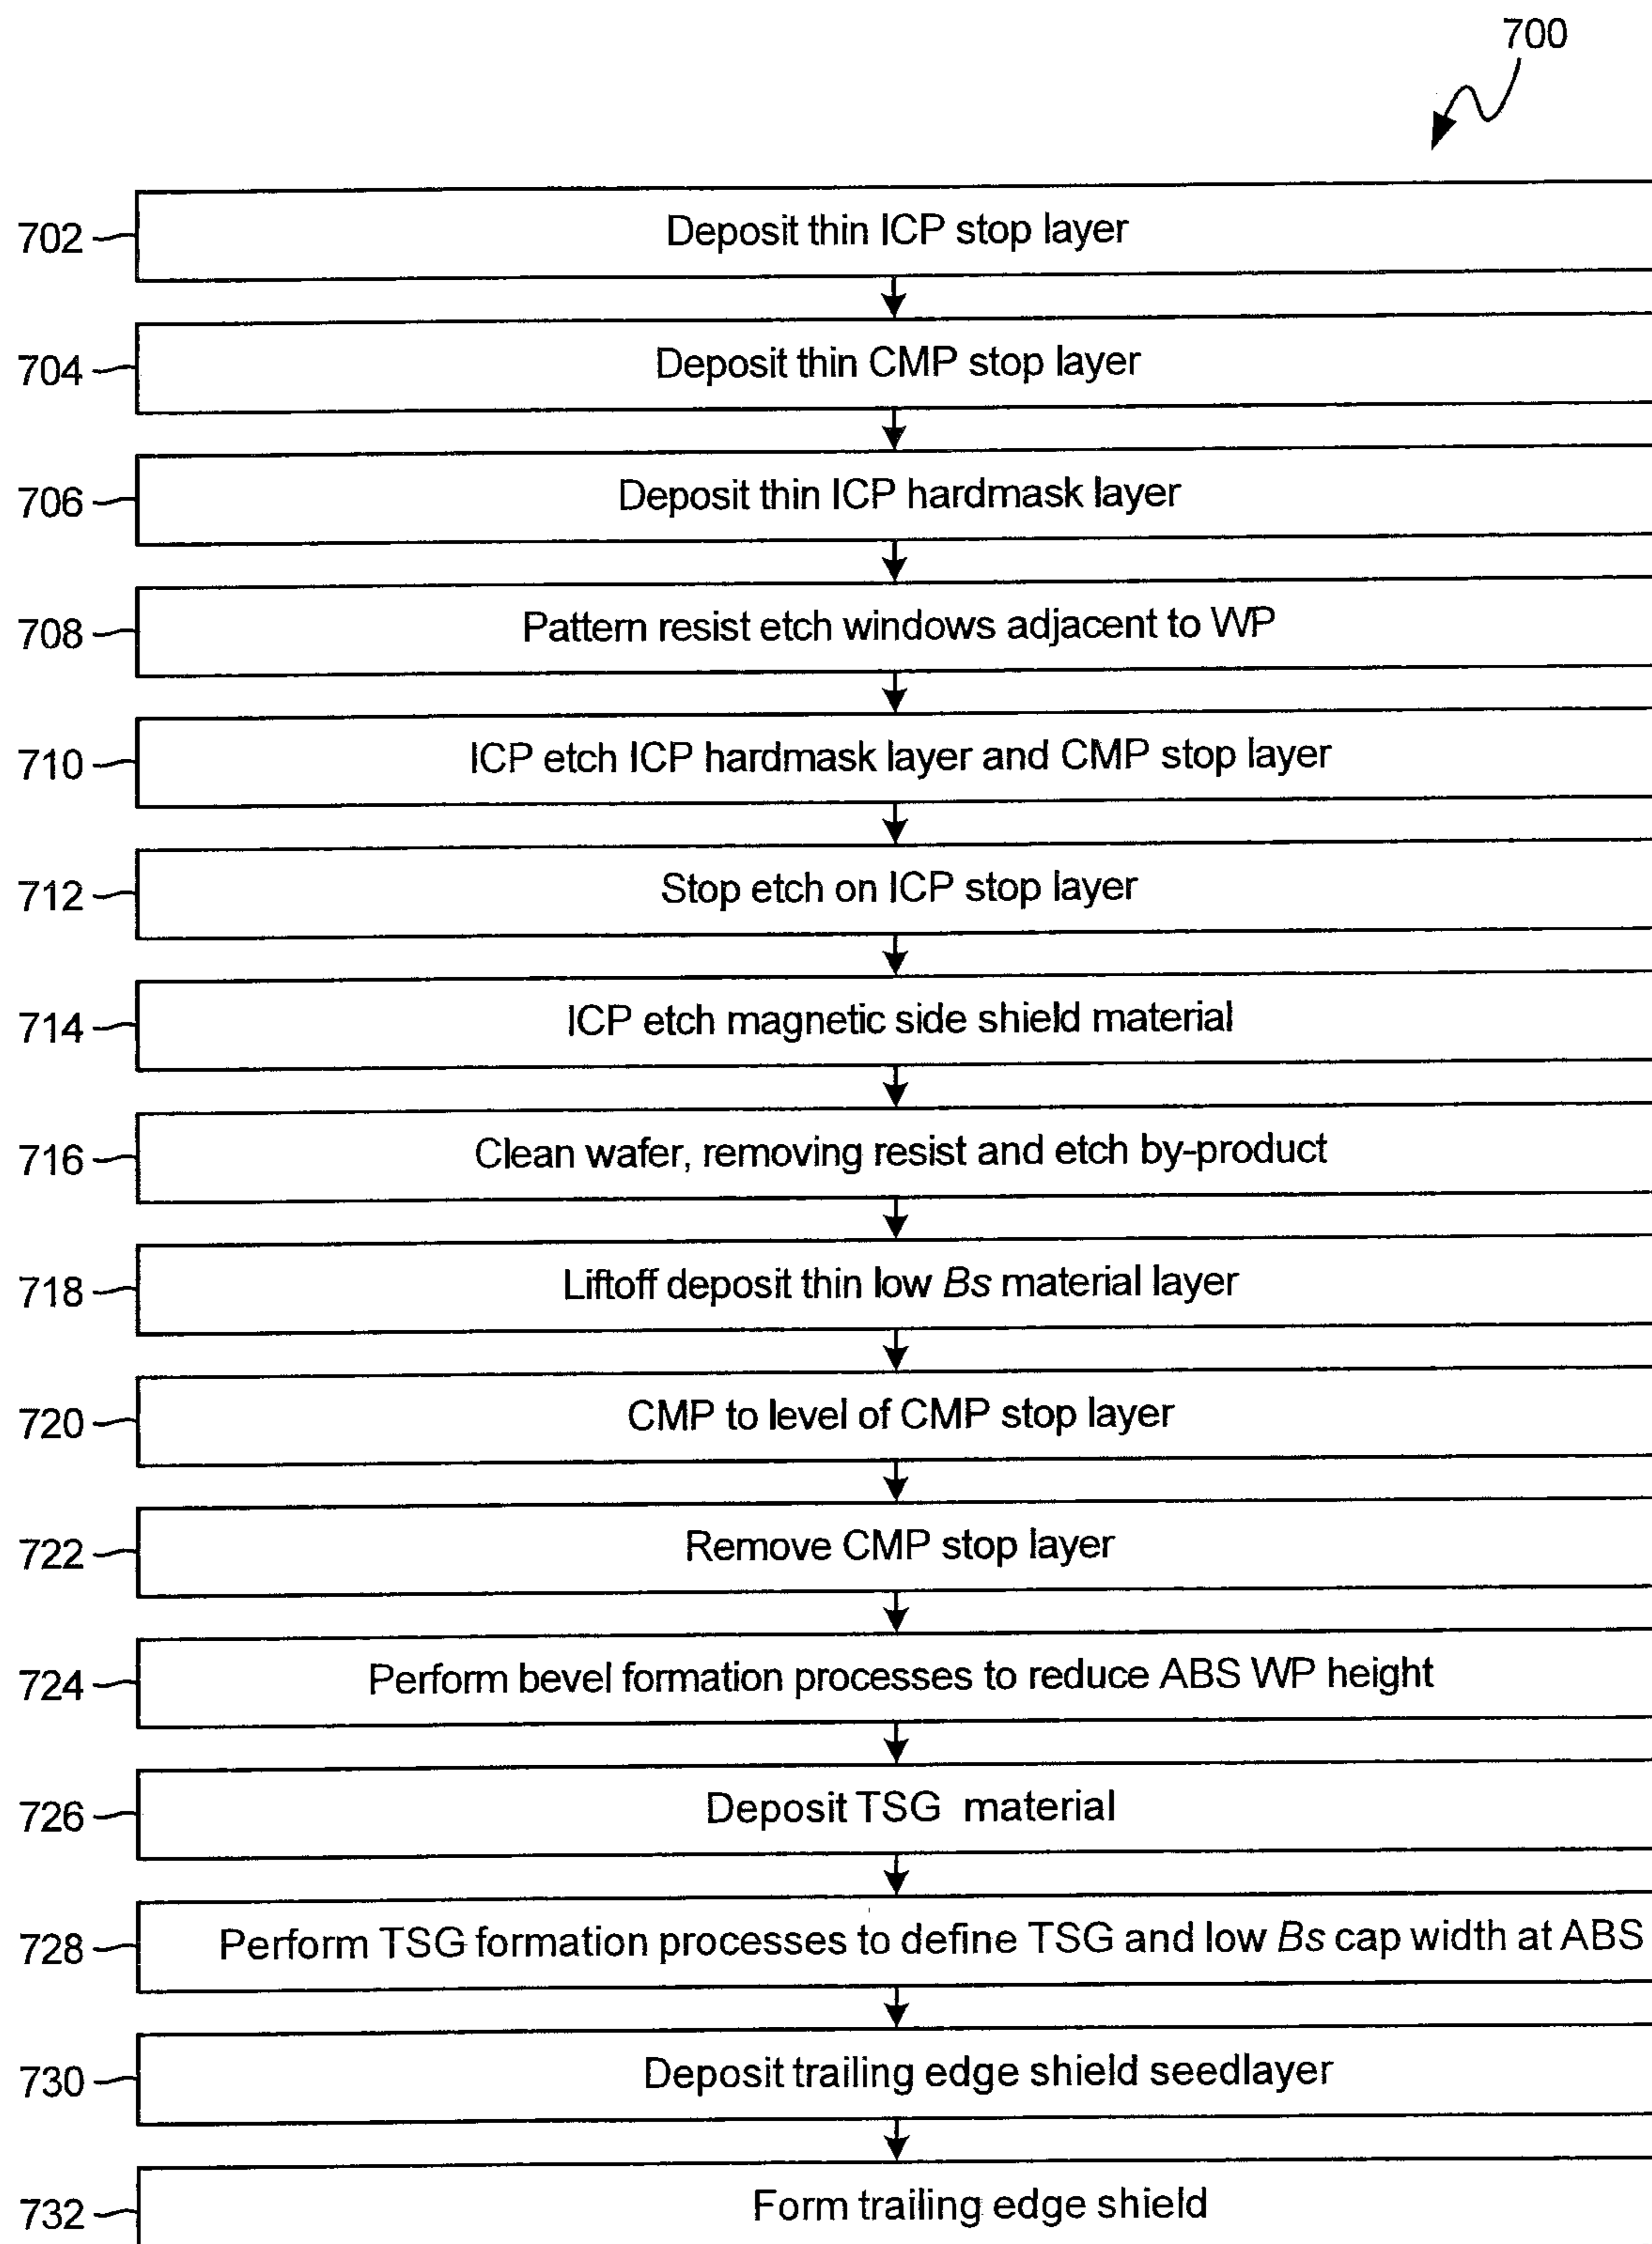 700
702 Deposit thin ICP stop layer
704 Deposit thin CMP stop layer
706 Deposit thin ICP hardmask layer
708 Pattern resist etch windows adjacent to WP
710 ICP etch ICP hardmask layer and CMP stop layer
712 Stop etch on ICP stop layer
714 ICP etch magnetic side shield material
716 Clean wafer, removing resist and etch by-product
718 Liftoff deposit thin low Bs material layer
720 CMP to level of CMP stop layer
722 Remove CMP stop layer
724 Perform bevel formation processes to reduce ABS WP height
726 Deposit TSG material
728 Perform TSG formation processes to define TSG and low Bs cap width at ABS
730 Deposit trailing edge shield seedlayer
732 Form trailing edge shield